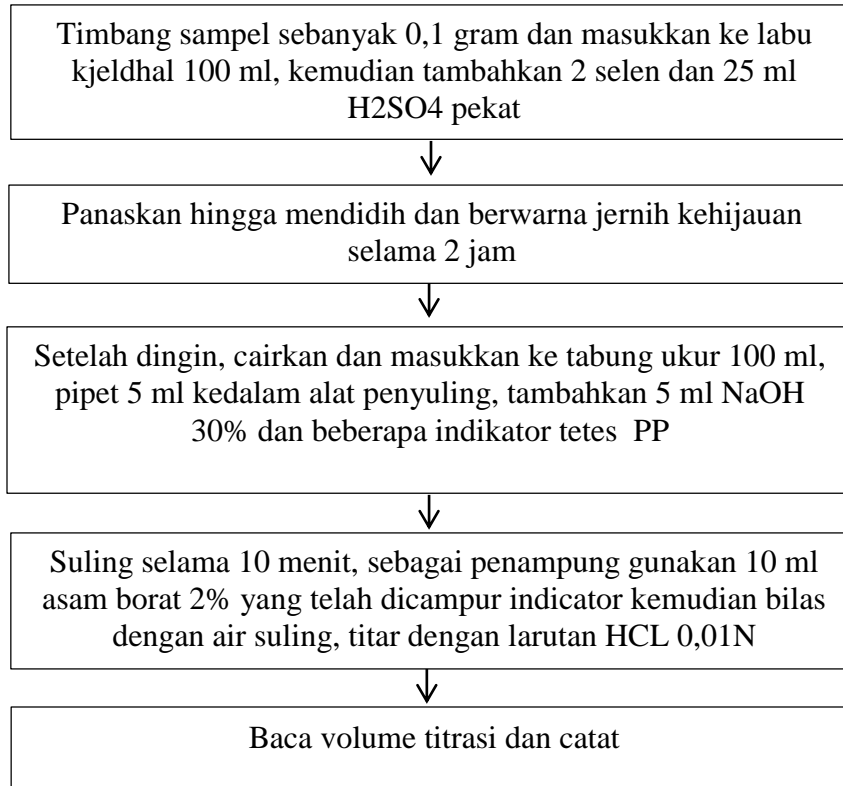 Timbang sampel sebanyak 0,1 gram dan masukkan ke labu
kjeldhal 100 ml, kemudian tambahkan 2 selen dan 25 ml
H2SO4 pekat
Panaskan hingga mendidih dan berwarna jernih kehijauan
selama 2 jam
Setelah dingin, cairkan dan masukkan ke tabung ukur 100 ml,
pipet 5 ml kedalam alat penyuling, tambahkan 5 ml NaOH
30% dan beberapa indikator tetes PP
Suling selama 10 menit, sebagai penampung gunakan 10 ml
asam borat 2% yang telah dicampur indicator kemudian bilas
dengan air suling, titar dengan larutan HCL 0,01N
Baca volume titrasi dan catat